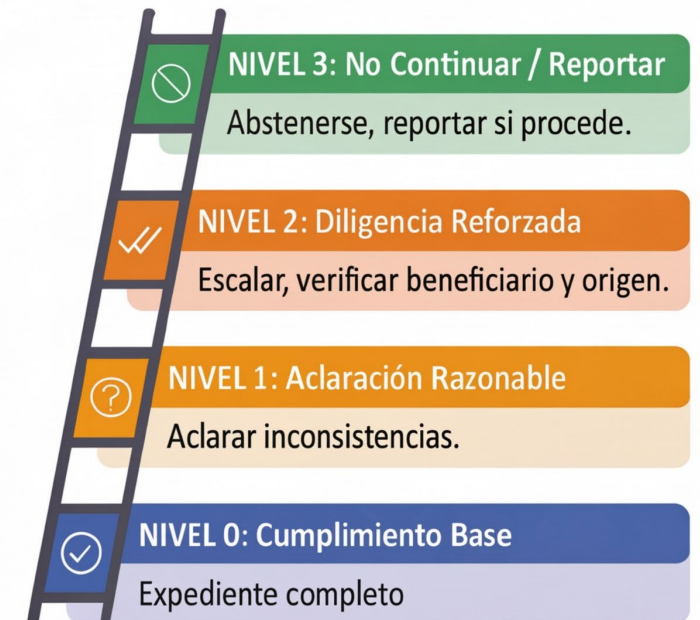 NIVEL 3: No Continuar / Reportar
Abstenerse, reportar si procede.
NIVEL 2: Diligencia Reforzada
Escalar, verificar beneficiario y origen.
NIVEL 1: Aclaración Razonable
Aclarar inconsistencias.
NIVEL 0: Cumplimiento Base
Expediente completo